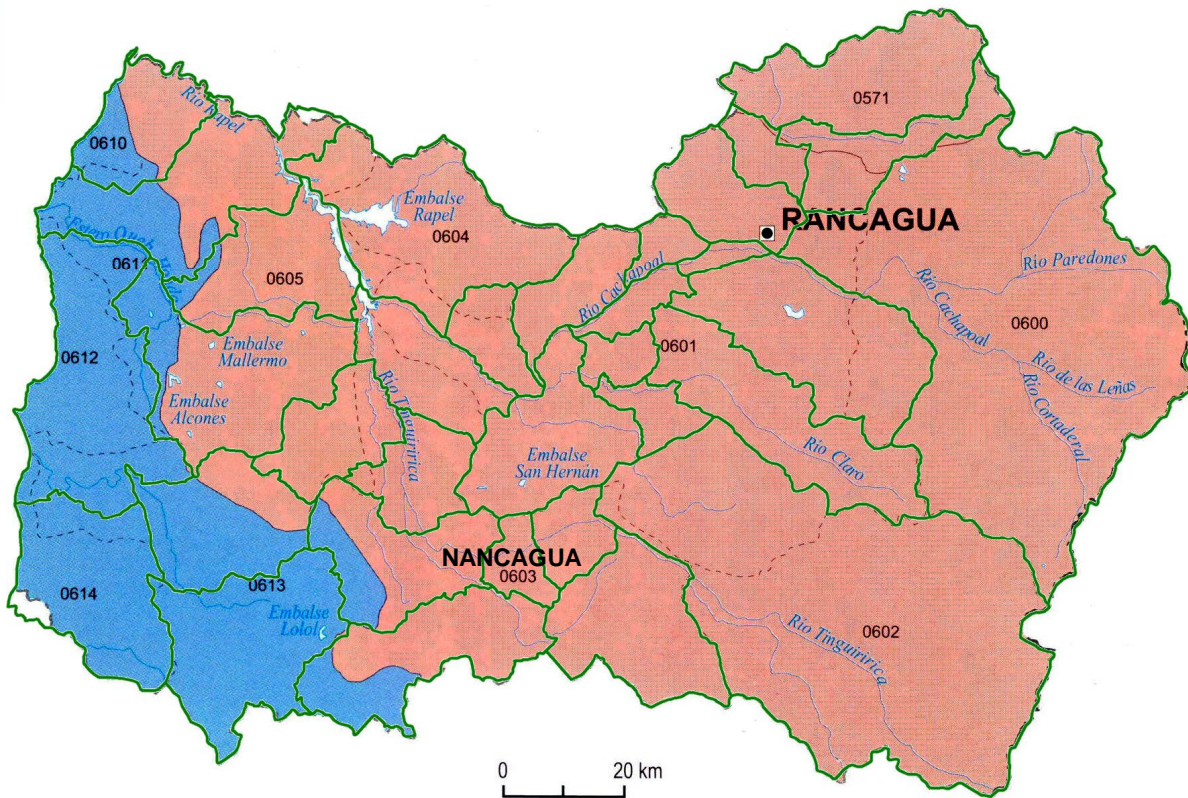 0571
Río Rapel
0610
Embalse
Rapel
RANCAGUA
0604
Estero
0611
Río Paredones
0605
Río Cachapoal
Río Cachapoal
0600
0612
Embalse
Mallermo
0601
Río de las Leñas
Embalse
Alcones
Río Tinguiririca
Río Cortaderal
Embalse
San Hernán
Río Claro
NANCAGUA
0603
0614
0613
Embalse
Lolol
Río Tinguiririca
0602
0 20 km